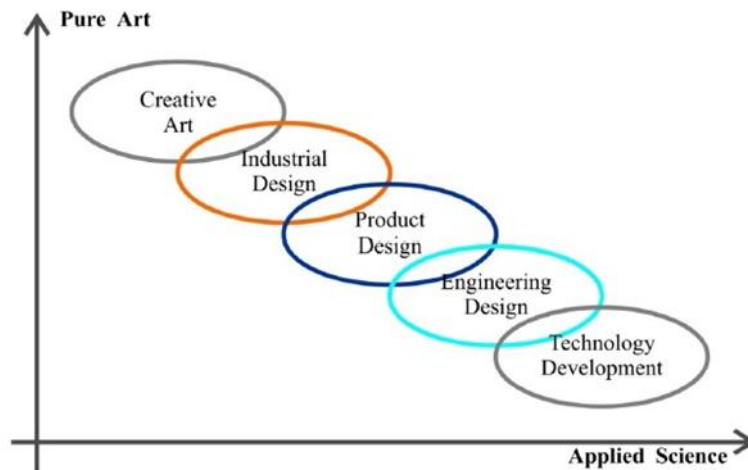 Pure Art
Creative
Art
Industrial
Design
Product
Design
Engineering
Design
Technology
Development
Applied Science